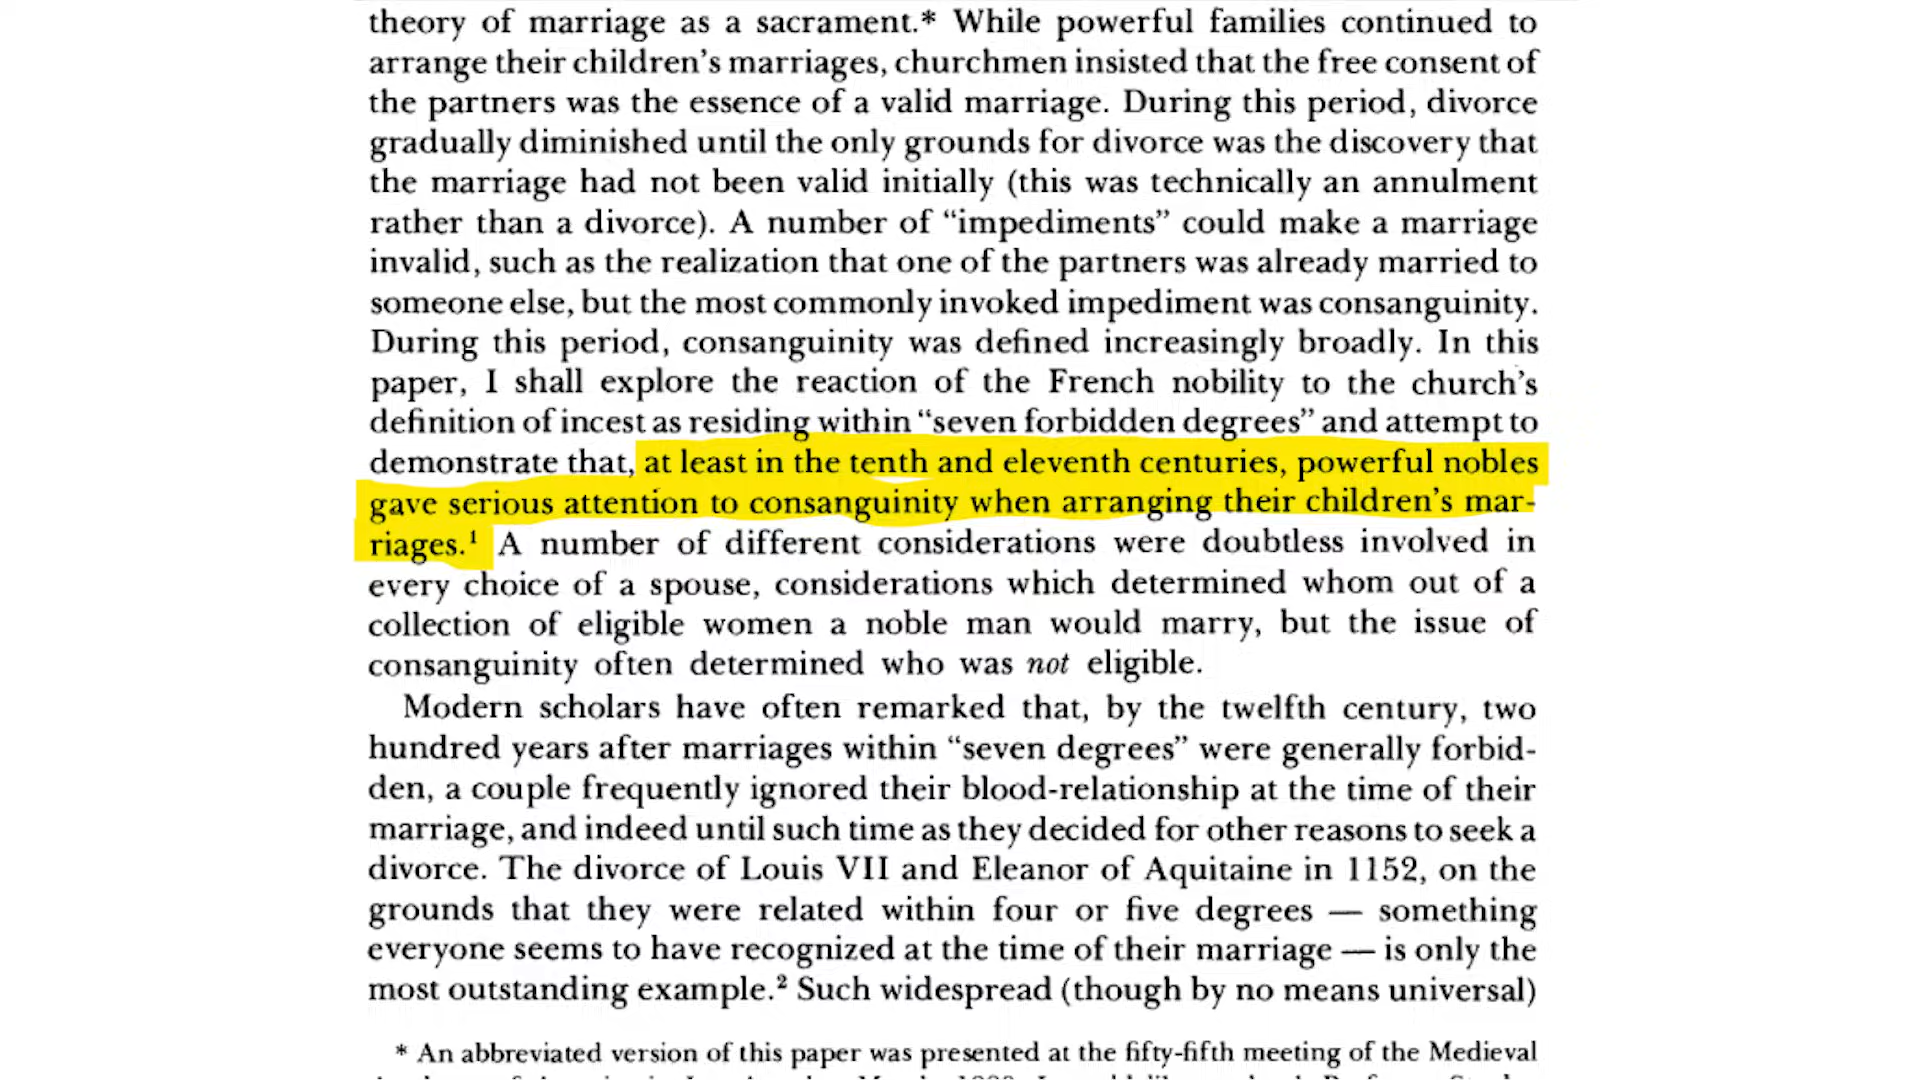 theory of marriage as a sacrament.* While powerful families continued to
arrange their children's marriages, churchmen insisted that the free consent of
the partners was the essence of a valid marriage. During this period, divorce
gradually diminished until the only grounds for divorce was the discovery that
the marriage had not been valid initially (this was technically an annulment
rather than a divorce). A number of “impediments” could make a marriage
invalid, such as the realization that one of the partners was already married to
someone else, but the most commonly invoked impediment was consanguinity.
During this period, consanguinity was defined increasingly broadly. In this
paper, I shall explore the reaction of the French nobility to the church's
definition of incest as residing within “seven forbidden degrees” and attempt to
demonstrate that, at least in the tenth and eleventh centuries, powerful nobles
gave serious attention to consanguinity when arranging their children's mar-
riages.¹ A number of different considerations were doubtless involved in
every choice of a spouse, considerations which determined whom out of a
collection of eligible women a noble man would marry, but the issue of
consanguinity often determined who was not eligible.
Modern scholars have often remarked that, by the twelfth century, two
hundred years after marriages within “seven degrees” were generally forbid-
den, a couple frequently ignored their blood-relationship at the time of their
marriage, and indeed until such time as they decided for other reasons to seek a
divorce. The divorce of Louis VII and Eleanor of Aquitaine in 1152, on the
grounds that they were related within four or five degrees — something
everyone seems to have recognized at the time of their marriage — is only the
most outstanding example.² Such widespread (though by no means universal)
* An abbreviated version of this paper was presented at the fifty-fifth meeting of the Medieval